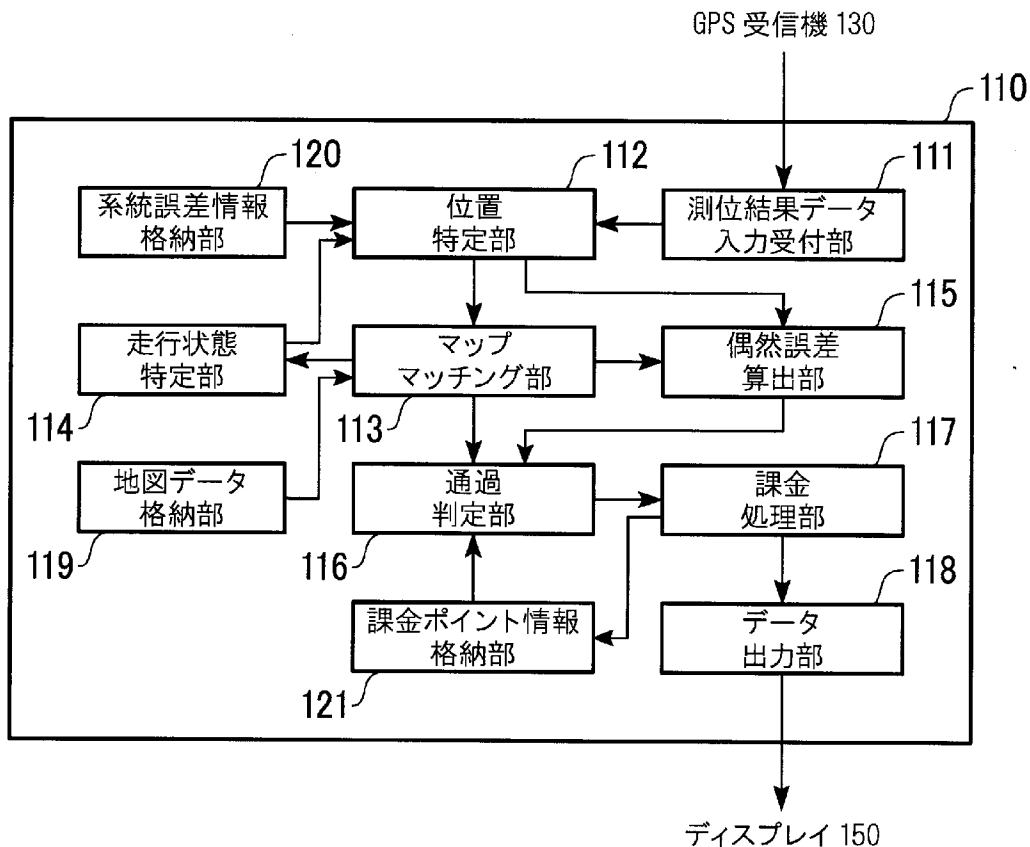 GPS 受信機 130
110
120
系統誤差情報
格納部
112
位置
特定部
111
測位結果データ
入力受付部
走行状態
特定部
114
マップ
マッチング部
113
115
偶然誤差
算出部
地図データ
格納部
119
通過
判定部
116
117
課金
処理部
課金ポイント情報
格納部
121
118
データ
出力部
ディスプレイ 150